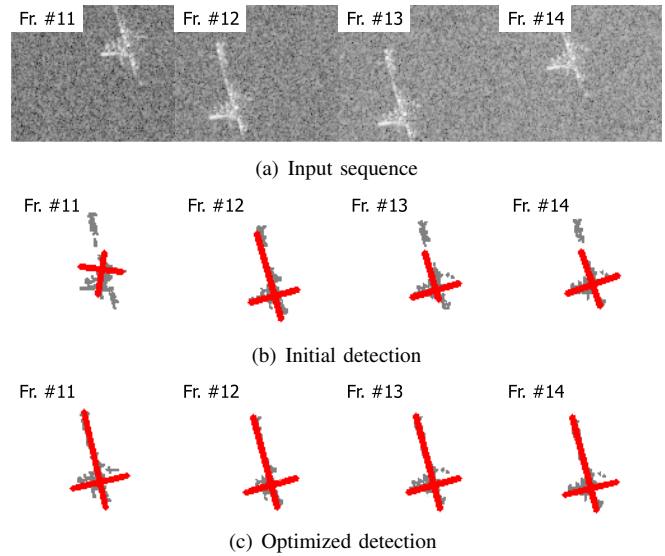 Fr. #11 Fr. #12 Fr. #13 Fr. #14
(a) Input sequence
Fr. #11 Fr. #12 Fr. #13 Fr. #14
(b) Initial detection
Fr. #11 Fr. #12 Fr. #13 Fr. #14
(c) Optimized detection